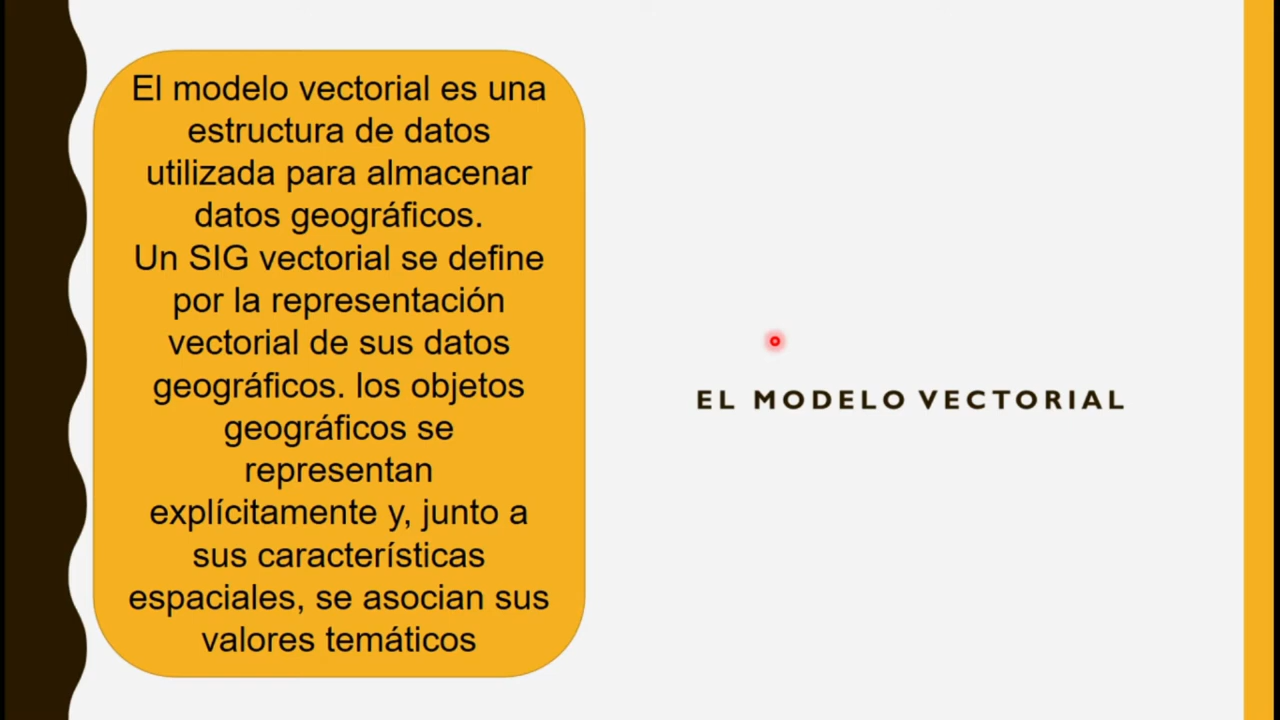 El modelo vectorial es una
estructura de datos
utilizada para almacenar
datos geográficos.
Un SIG vectorial se define
por la representación
vectorial de sus datos
geográficos. los objetos
geográficos se
representan
explícitamente y, junto a
sus características
espaciales, se asocian sus
valores temáticos
EL MODELO VECTORIAL